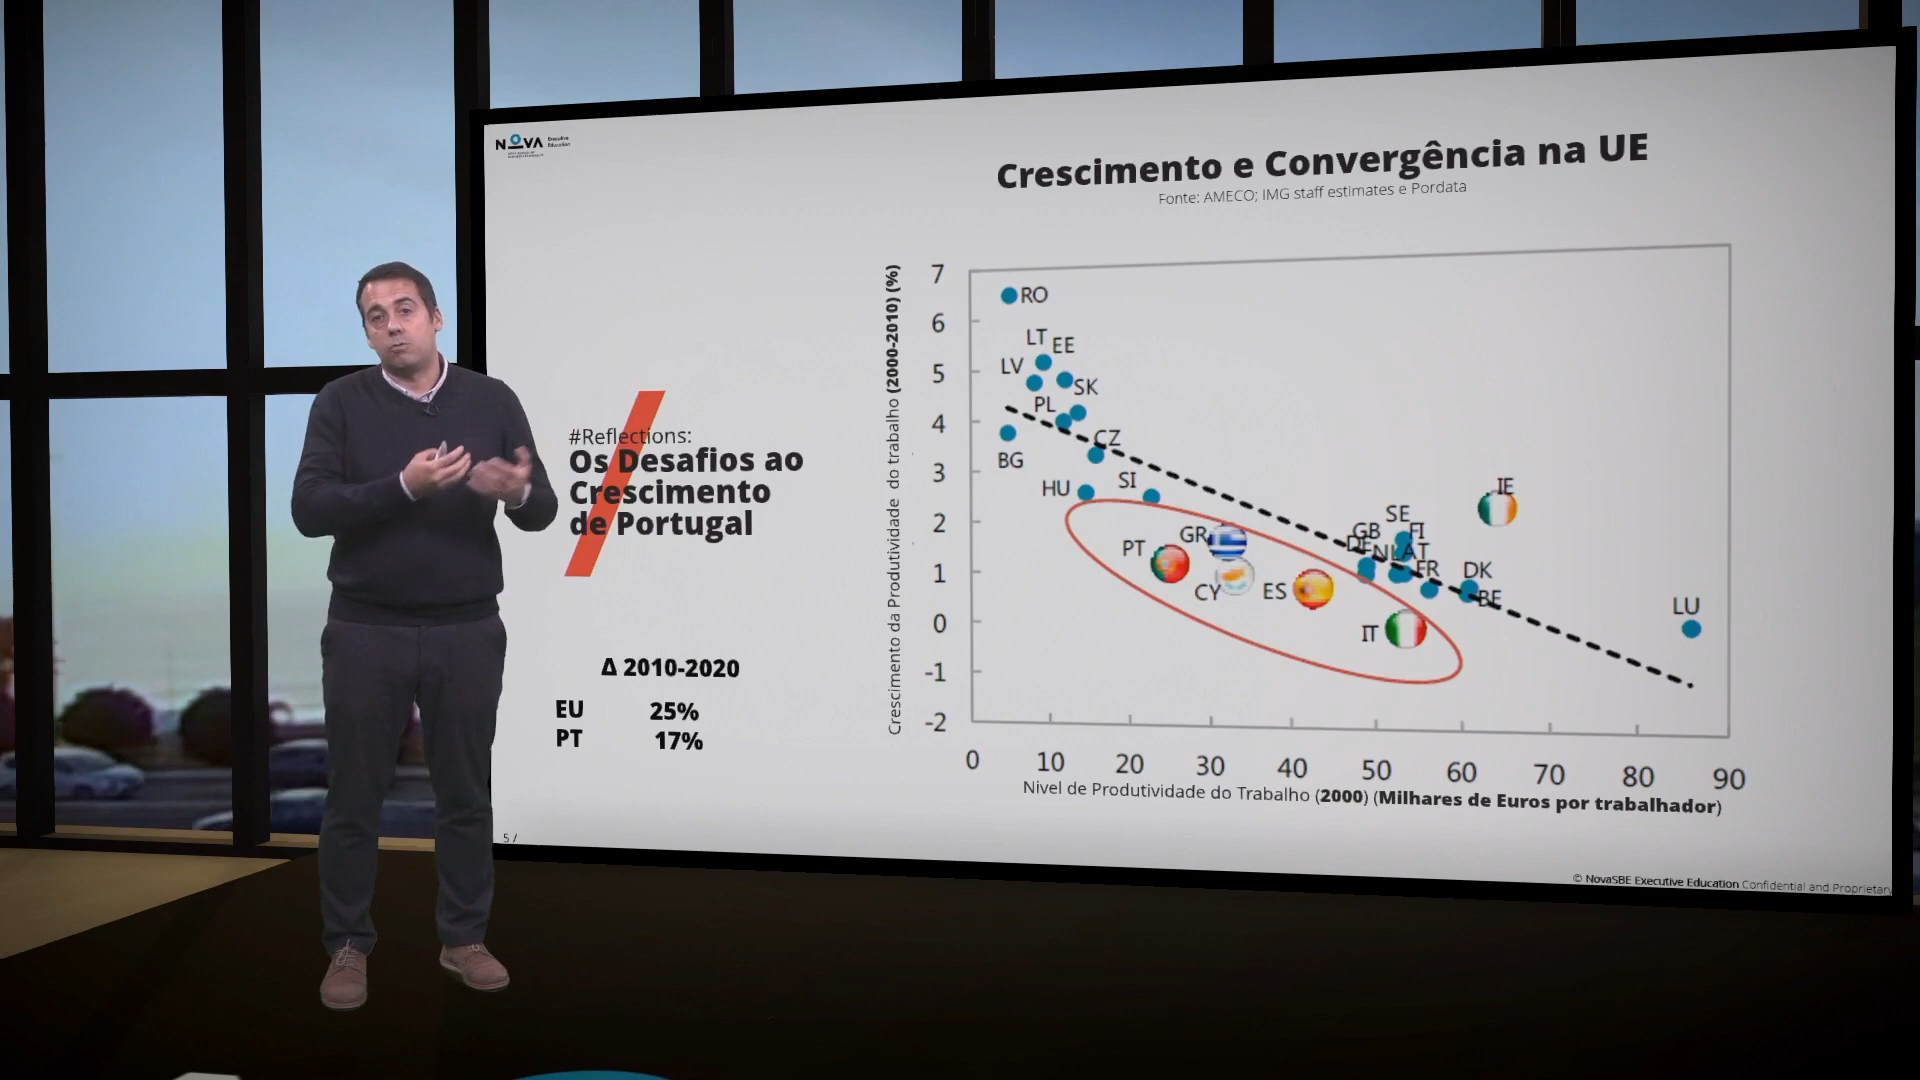 NOVA
Executive
Education
Crescimento e Convergência na UE
Fonte: AMECO; IMG staff estimates e Pordata
#Reflections:
Os Desafios ao
Crescimento
de Portugal
Δ 2010-2020
EU 25%
PT 17%
Crescimento da Produtividade do trabalho (2000-2010) (%)
7
6
5
4
3
2
1
0
-1
-2
RO
LT
EE
LV
SK
PL
CZ
BG
HU
SI
IE
SE
GB
FI
DE
NL
AT
PT
GR
FR
DK
CY
ES
BE
LU
IT
0 10 20 30 40 50 60 70 80 90
Nivel de Produtividade do Trabalho (2000) (Milhares de Euros por trabalhador)
5 /
© NovaSBE Executive Education Confidential and Proprietary